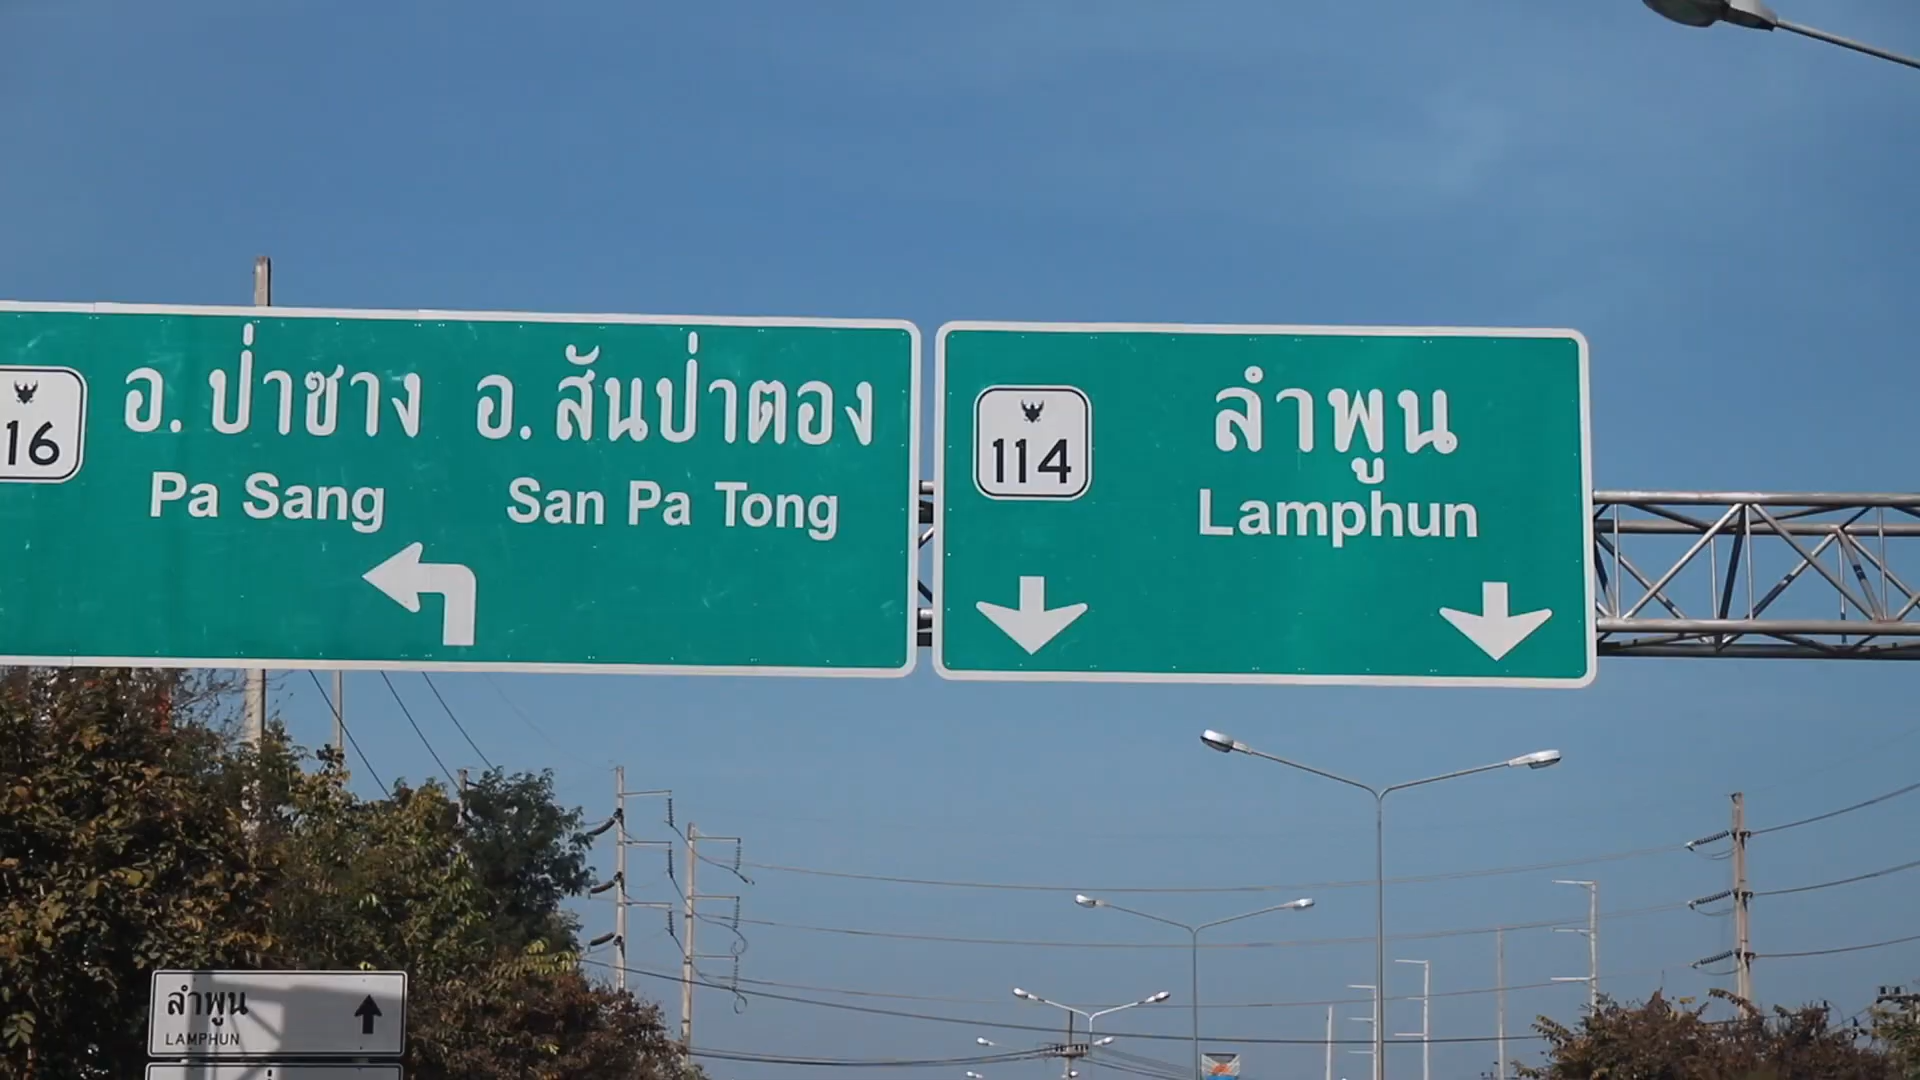 16
อ. ป่าซาง อ. สันป่าตอง
Pa Sang San Pa Tong
114
ลำพูน
Lamphun
ลำพูน
LAMPHUN